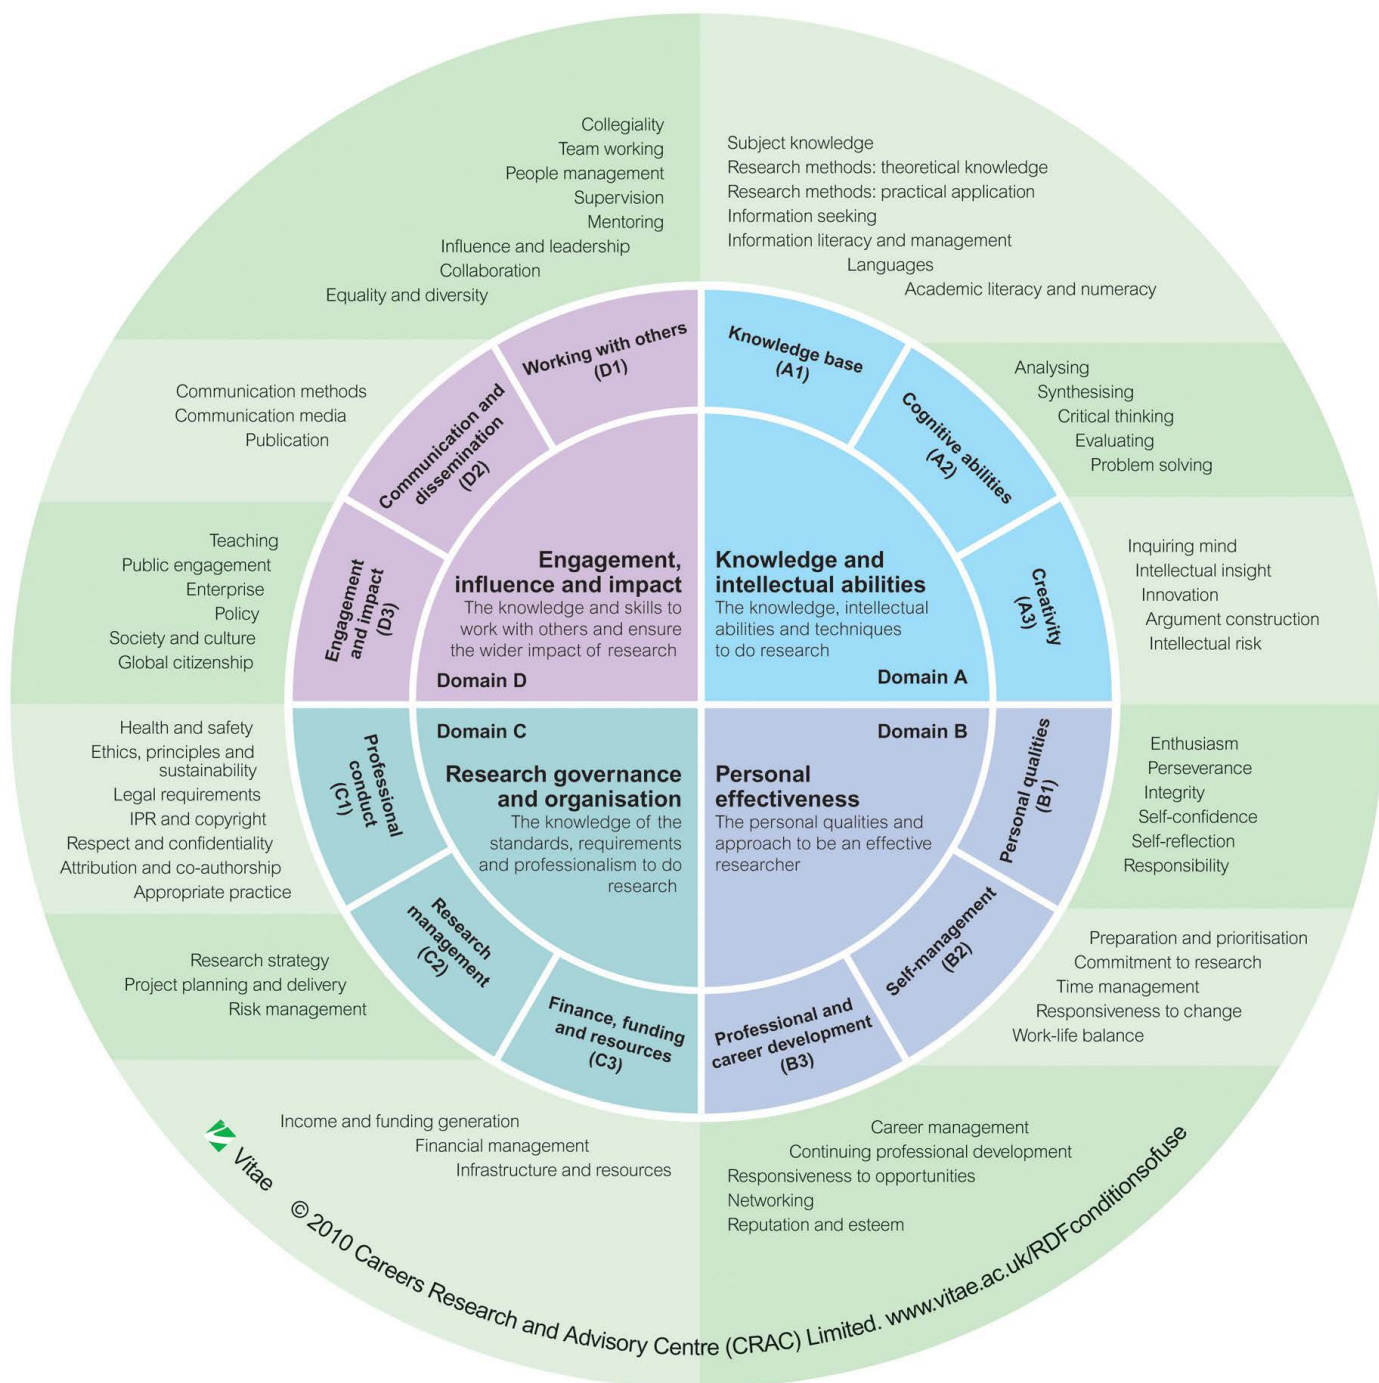 Collegiality
Team working
People management
Supervision
Mentoring
Influence and leadership
Collaboration
Equality and diversity
Subject knowledge
Research methods: theoretical knowledge
Research methods: practical application
Information seeking
Information literacy and management
Languages
Academic literacy and numeracy
Communication methods
Communication media
Publication
Analysing
Synthesising
Critical thinking
Evaluating
Problem solving
Teaching
Public engagement
Enterprise
Policy
Society and culture
Global citizenship
Inquiring mind
Intellectual insight
Innovation
Argument construction
Intellectual risk
Working with others
(D1)
Knowledge base
(A1)
Communication and
dissemination
(D2)
Cognitive abilities
(A2)
Engagement
and impact
(D3)
Creativity
(A3)
Engagement,
influence and impact
The knowledge and skills to
work with others and ensure
the wider impact of research
Domain D
Knowledge and
intellectual abilities
The knowledge, intellectual
abilities and techniques
to do research
Domain A
Domain C
Research governance
and organisation
The knowledge of the
standards, requirements
and professionalism to do
research
Domain B
Personal
effectiveness
The personal qualities and
approach to be an effective
researcher
Professional
conduct
(C1)
Personal qualities
(B1)
Research
management
(C2)
Self-management
(B2)
Finance, funding
and resources
(C3)
Professional and
career development
(B3)
Health and safety
Ethics, principles and
sustainability
Legal requirements
IPR and copyright
Respect and confidentiality
Attribution and co-authorship
Appropriate practice
Enthusiasm
Perseverance
Integrity
Self-confidence
Self-reflection
Responsibility
Research strategy
Project planning and delivery
Risk management
Preparation and prioritisation
Commitment to research
Time management
Responsiveness to change
Work-life balance
Income and funding generation
Financial management
Infrastructure and resources
Career management
Continuing professional development
Responsiveness to opportunities
Networking
Reputation and esteem
Vitae © 2010 Careers Research and Advisory Centre (CRAC) Limited. www.vitae.ac.uk/RDFconditionsofuse